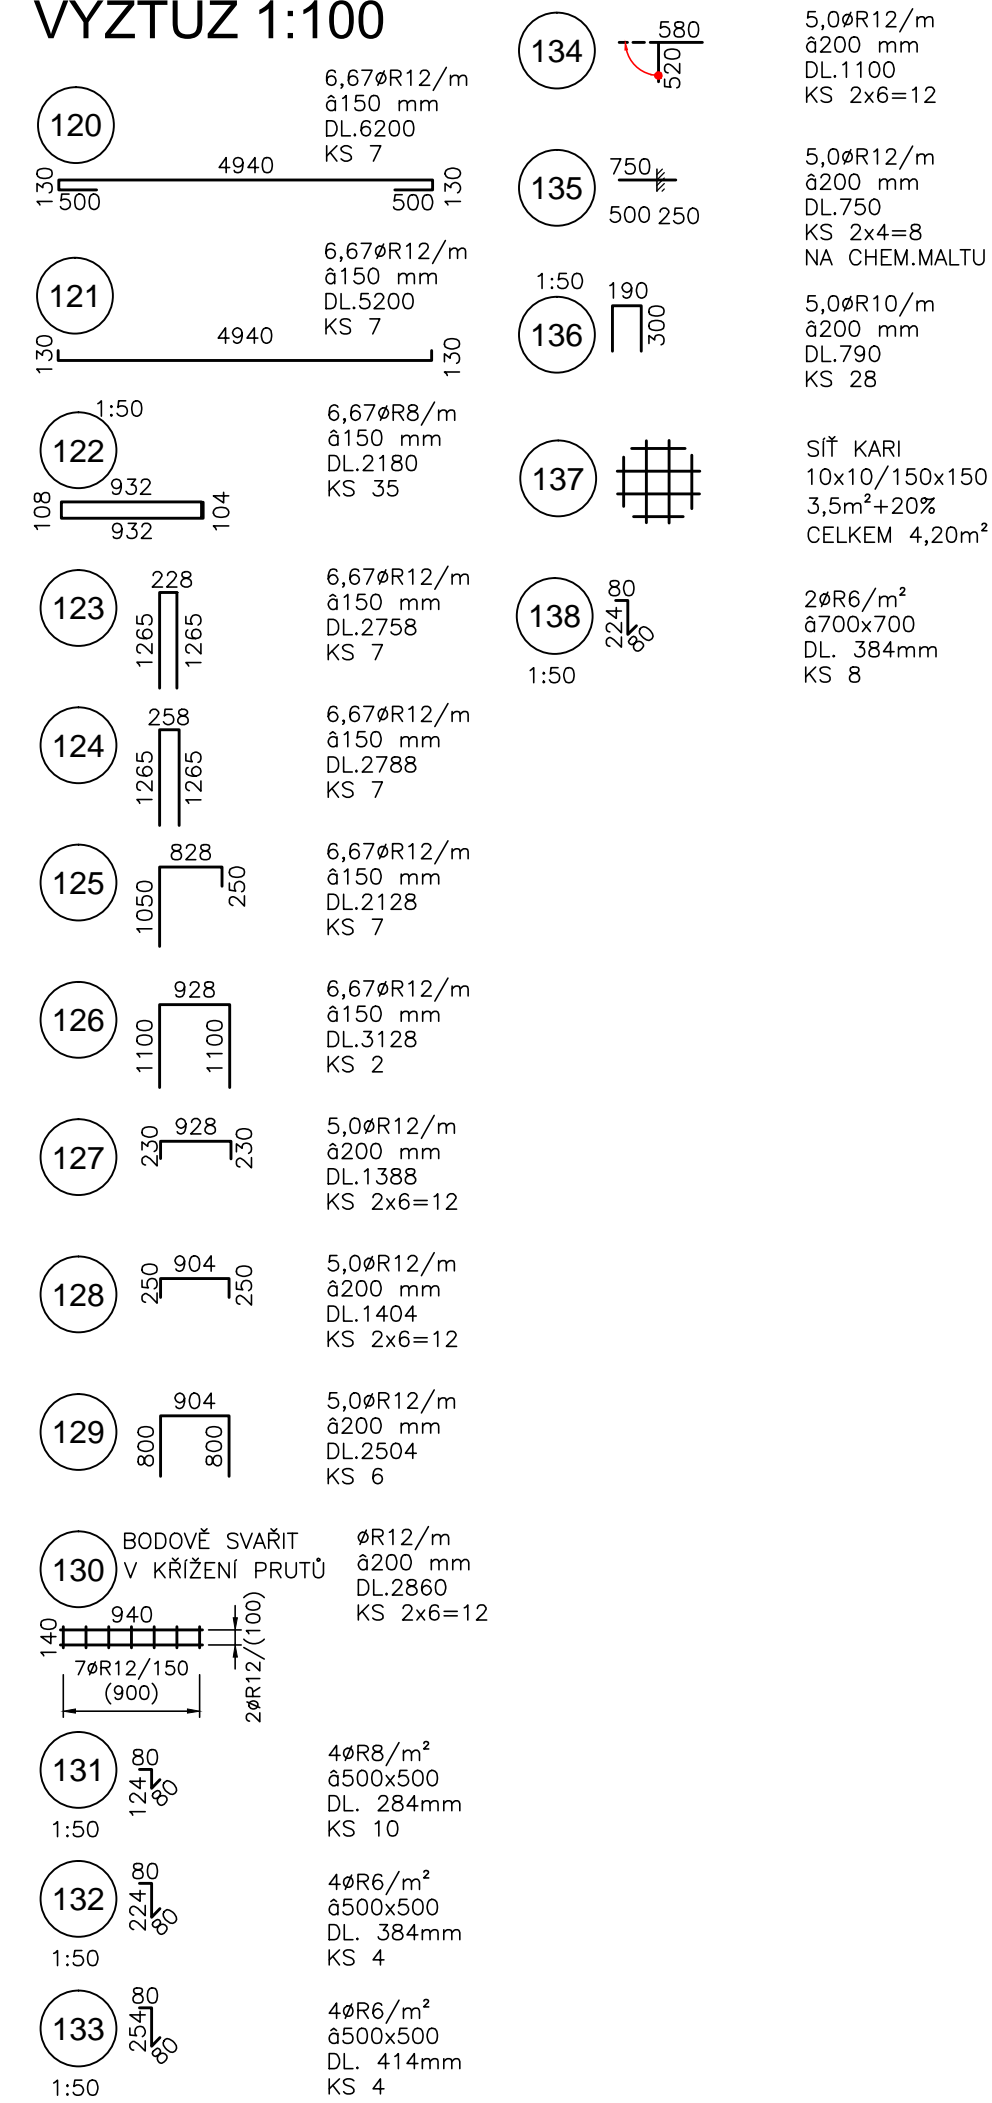 VÝZTUŽ 1:100
120
6,67øR12/m
â150 mm
DL.6200
KS 7
4940
130
130
500
500
121
6,67øR12/m
â150 mm
DL.5200
KS 7
4940
130
130
1:50
122
6,67øR8/m
â150 mm
DL.2180
KS 35
932
108
104
932
123
228
1265
1265
6,67øR12/m
â150 mm
DL.2758
KS 7
124
258
1265
1265
6,67øR12/m
â150 mm
DL.2788
KS 7
125
828
1050
250
6,67øR12/m
â150 mm
DL.2128
KS 7
126
928
1100
1100
6,67øR12/m
â150 mm
DL.3128
KS 2
127
928
230
230
5,0øR12/m
â200 mm
DL.1388
KS 2x6=12
128
904
250
250
5,0øR12/m
â200 mm
DL.1404
KS 2x6=12
129
904
800
800
5,0øR12/m
â200 mm
DL.2504
KS 6
130
BODOVĚ SVAŘIT
V KŘÍŽENÍ PRUTŮ
øR12/m
â200 mm
DL.2860
KS 2x6=12
940
140
7øR12/150
(900)
2øR12/(100)
131
80
124
80
1:50
4øR8/m²
â500x500
DL. 284mm
KS 10
132
80
224
80
1:50
4øR6/m²
â500x500
DL. 384mm
KS 4
133
80
254
80
1:50
4øR6/m²
â500x500
DL. 414mm
KS 4
134
580
520
5,0øR12/m
â200 mm
DL.1100
KS 2x6=12
135
750
500 250
5,0øR12/m
â200 mm
DL.750
KS 2x4=8
NA CHEM.MALTU
1:50
136
190
300
5,0øR10/m
â200 mm
DL.790
KS 28
137
SÍŤ KARI
10x10/150x150
3,5m²+20%
CELKEM 4,20m²
138
80
224
80
1:50
2øR6/m²
â700x700
DL. 384mm
KS 8